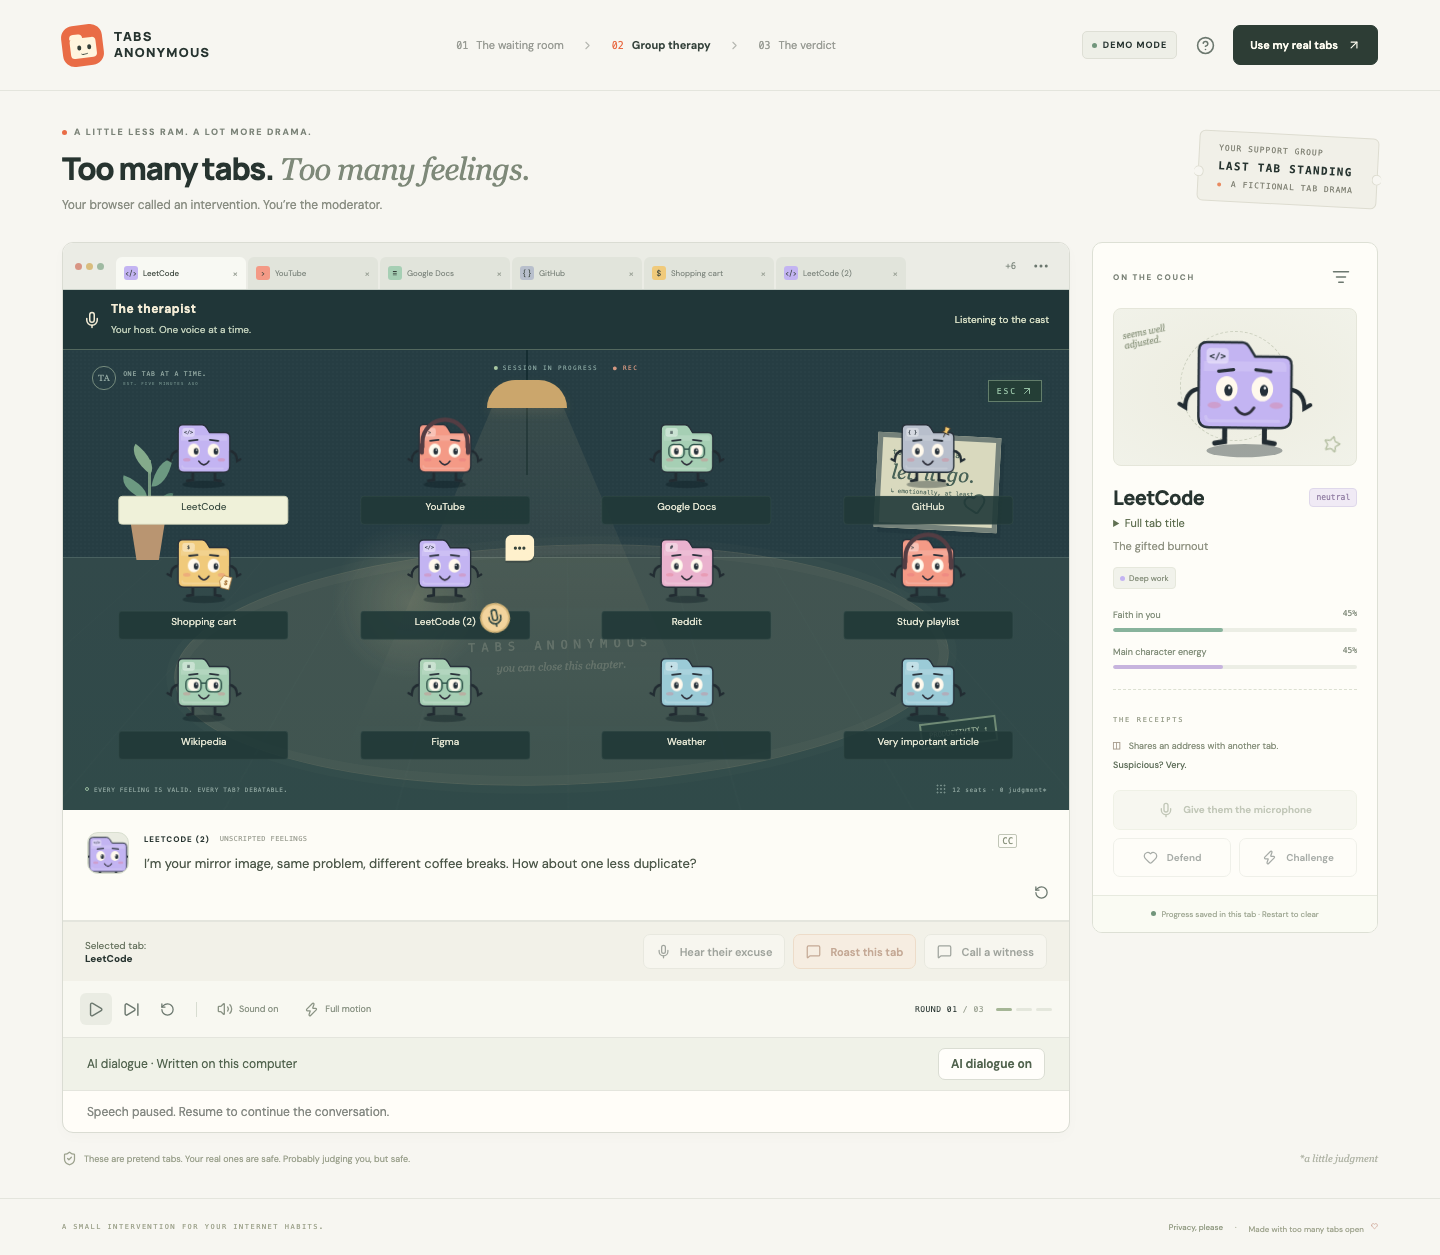 TABS
ANONYMOUS
01 The waiting room
02 Group therapy
03 The verdict
DEMO MODE
Use my real tabs
A LITTLE LESS RAM. A LOT MORE DRAMA.
Too many tabs. Too many feelings.
Your browser called an intervention. You're the moderator.
YOUR SUPPORT GROUP
LAST TAB STANDING
A FICTIONAL TAB DRAMA
LeetCode ×
YouTube ×
Google Docs ×
GitHub ×
Shopping cart ×
LeetCode (2) ×
+6
The therapist
Your host. One voice at a time.
Listening to the cast
TA
ONE TAB AT A TIME.
EST. FIVE MINUTES AGO
SESSION IN PROGRESS
REC
ESC
go.
↳ emotionally, at least
LeetCode
YouTube
Google Docs
GitHub
Shopping cart
LeetCode (2)
Reddit
Study playlist
TABS ANONYMOUS
you can close this chapter.
Wikipedia
Figma
Weather
Very important article
EVERY FEELING IS VALID. EVERY TAB? DEBATABLE.
12 seats · 0 judgment*
LEETCODE (2) UNSCRIPTED FEELINGS
CC
I'm your mirror image, same problem, different coffee breaks. How about one less duplicate?
Selected tab:
LeetCode
Hear their excuse
Roast this tab
Call a witness
Sound on
Full motion
ROUND 01 / 03
AI dialogue · Written on this computer
AI dialogue on
Speech paused. Resume to continue the conversation.
ON THE COUCH
seems well
adjusted.
</>
LeetCode
neutral
Full tab title
The gifted burnout
Deep work
Faith in you 45%
Main character energy 45%
THE RECEIPTS
Shares an address with another tab.
Suspicious? Very.
Give them the microphone
Defend
Challenge
Progress saved in this tab · Restart to clear
These are pretend tabs. Your real ones are safe. Probably judging you, but safe.
*a little judgment
A SMALL INTERVENTION FOR YOUR INTERNET HABITS.
Privacy, please · Made with too many tabs open